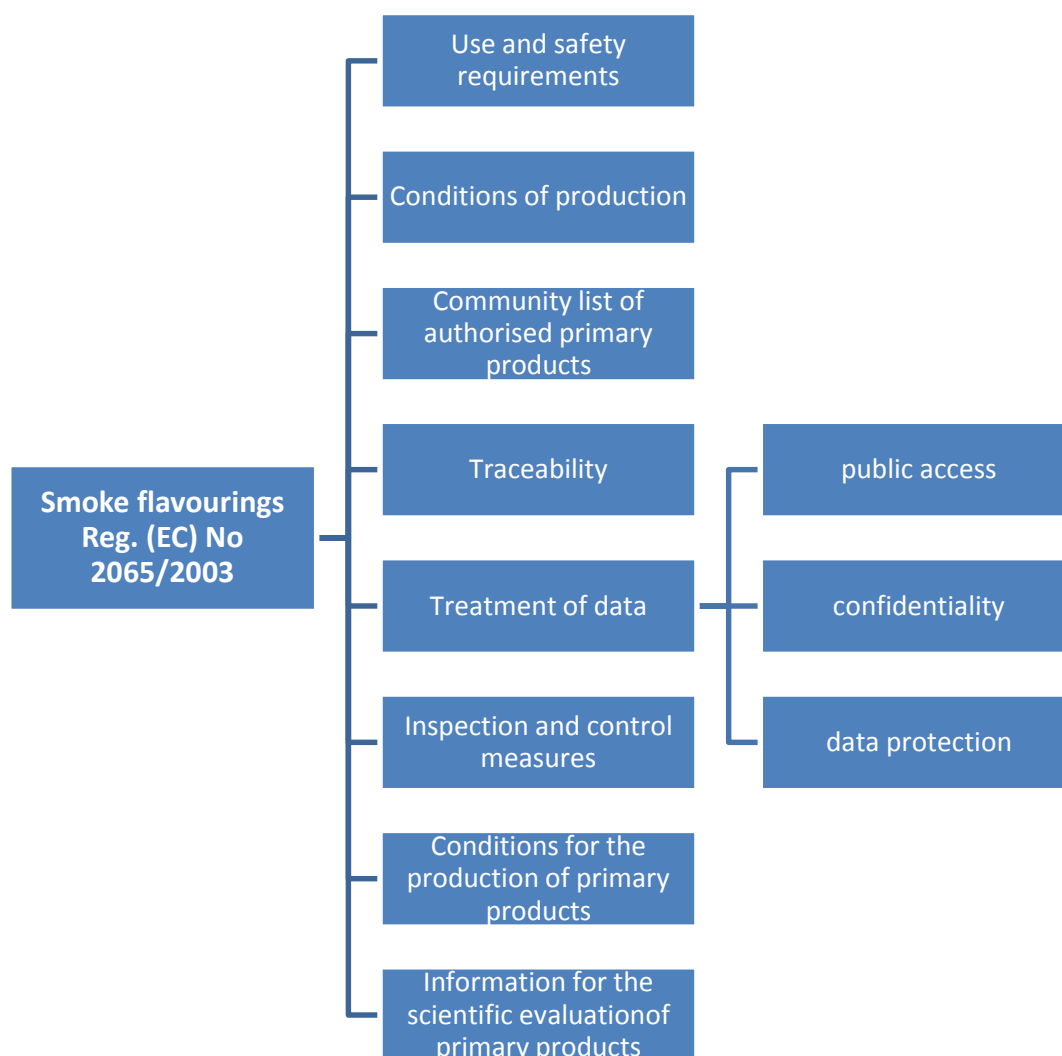 Use and safety
requirements
Conditions of production
Community list of
authorised primary
products
Traceability
public access
Smoke flavourings
Reg. (EC) No
2065/2003
Treatment of data
confidentiality
Inspection and control
measures
data protection
Conditions for the
production of primary
products
Information for the
scientific evaluationof
primary products